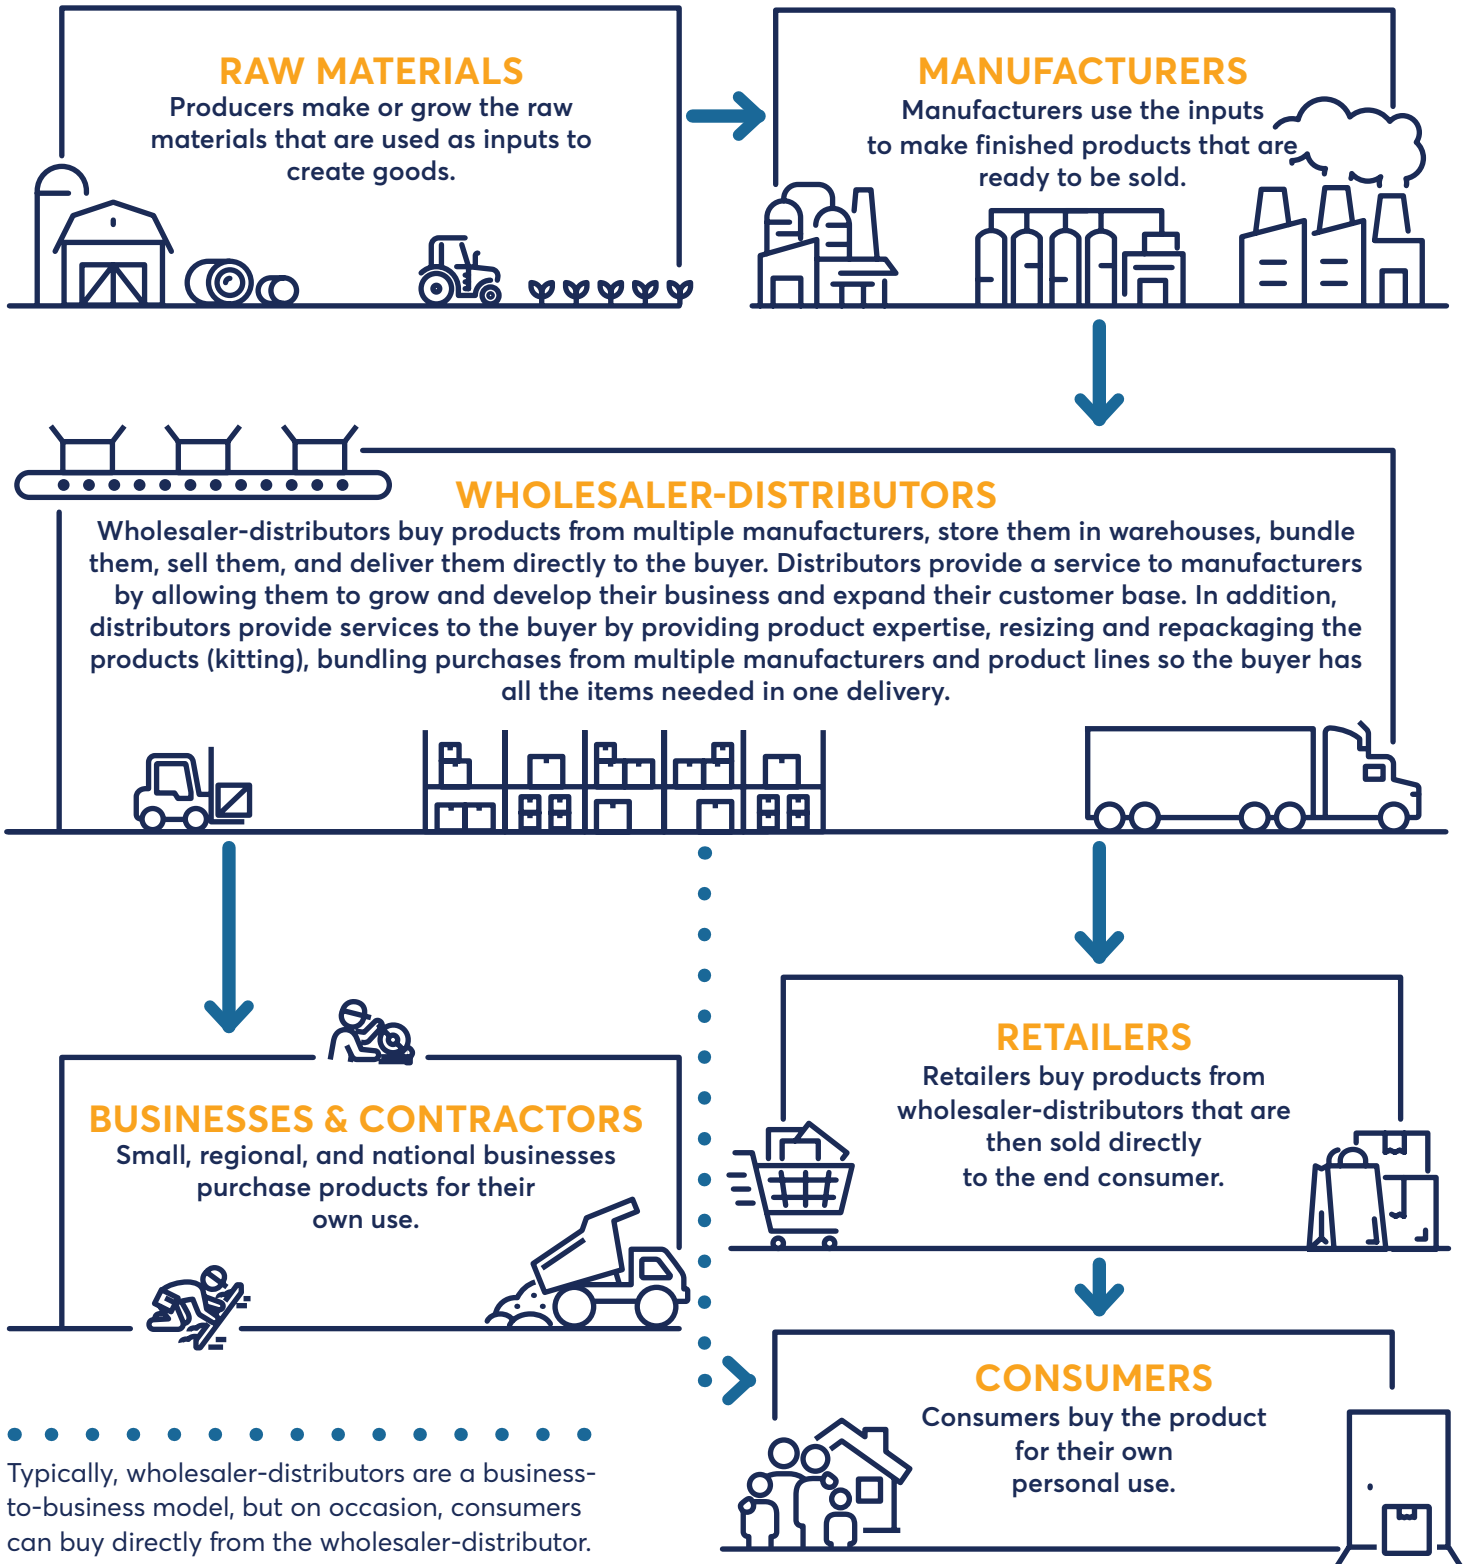 RAW MATERIALS
Producers make or grow the raw
materials that are used as inputs to
create goods.
MANUFACTURERS
Manufacturers use the inputs
to make finished products that are
ready to be sold.
WHOLESALER-DISTRIBUTORS
Wholesaler-distributors buy products from multiple manufacturers, store them in warehouses, bundle
them, sell them, and deliver them directly to the buyer. Distributors provide a service to manufacturers
by allowing them to grow and develop their business and expand their customer base. In addition,
distributors provide services to the buyer by providing product expertise, resizing and repackaging the
products (kitting), bundling purchases from multiple manufacturers and product lines so the buyer has
all the items needed in one delivery.
BUSINESSES & CONTRACTORS
Small, regional, and national businesses
purchase products for their
own use.
RETAILERS
Retailers buy products from
wholesaler-distributors that are
then sold directly
to the end consumer.
CONSUMERS
Consumers buy the product
for their own
personal use.
Typically, wholesaler-distributors are a business-
to-business model, but on occasion, consumers
can buy directly from the wholesaler-distributor.